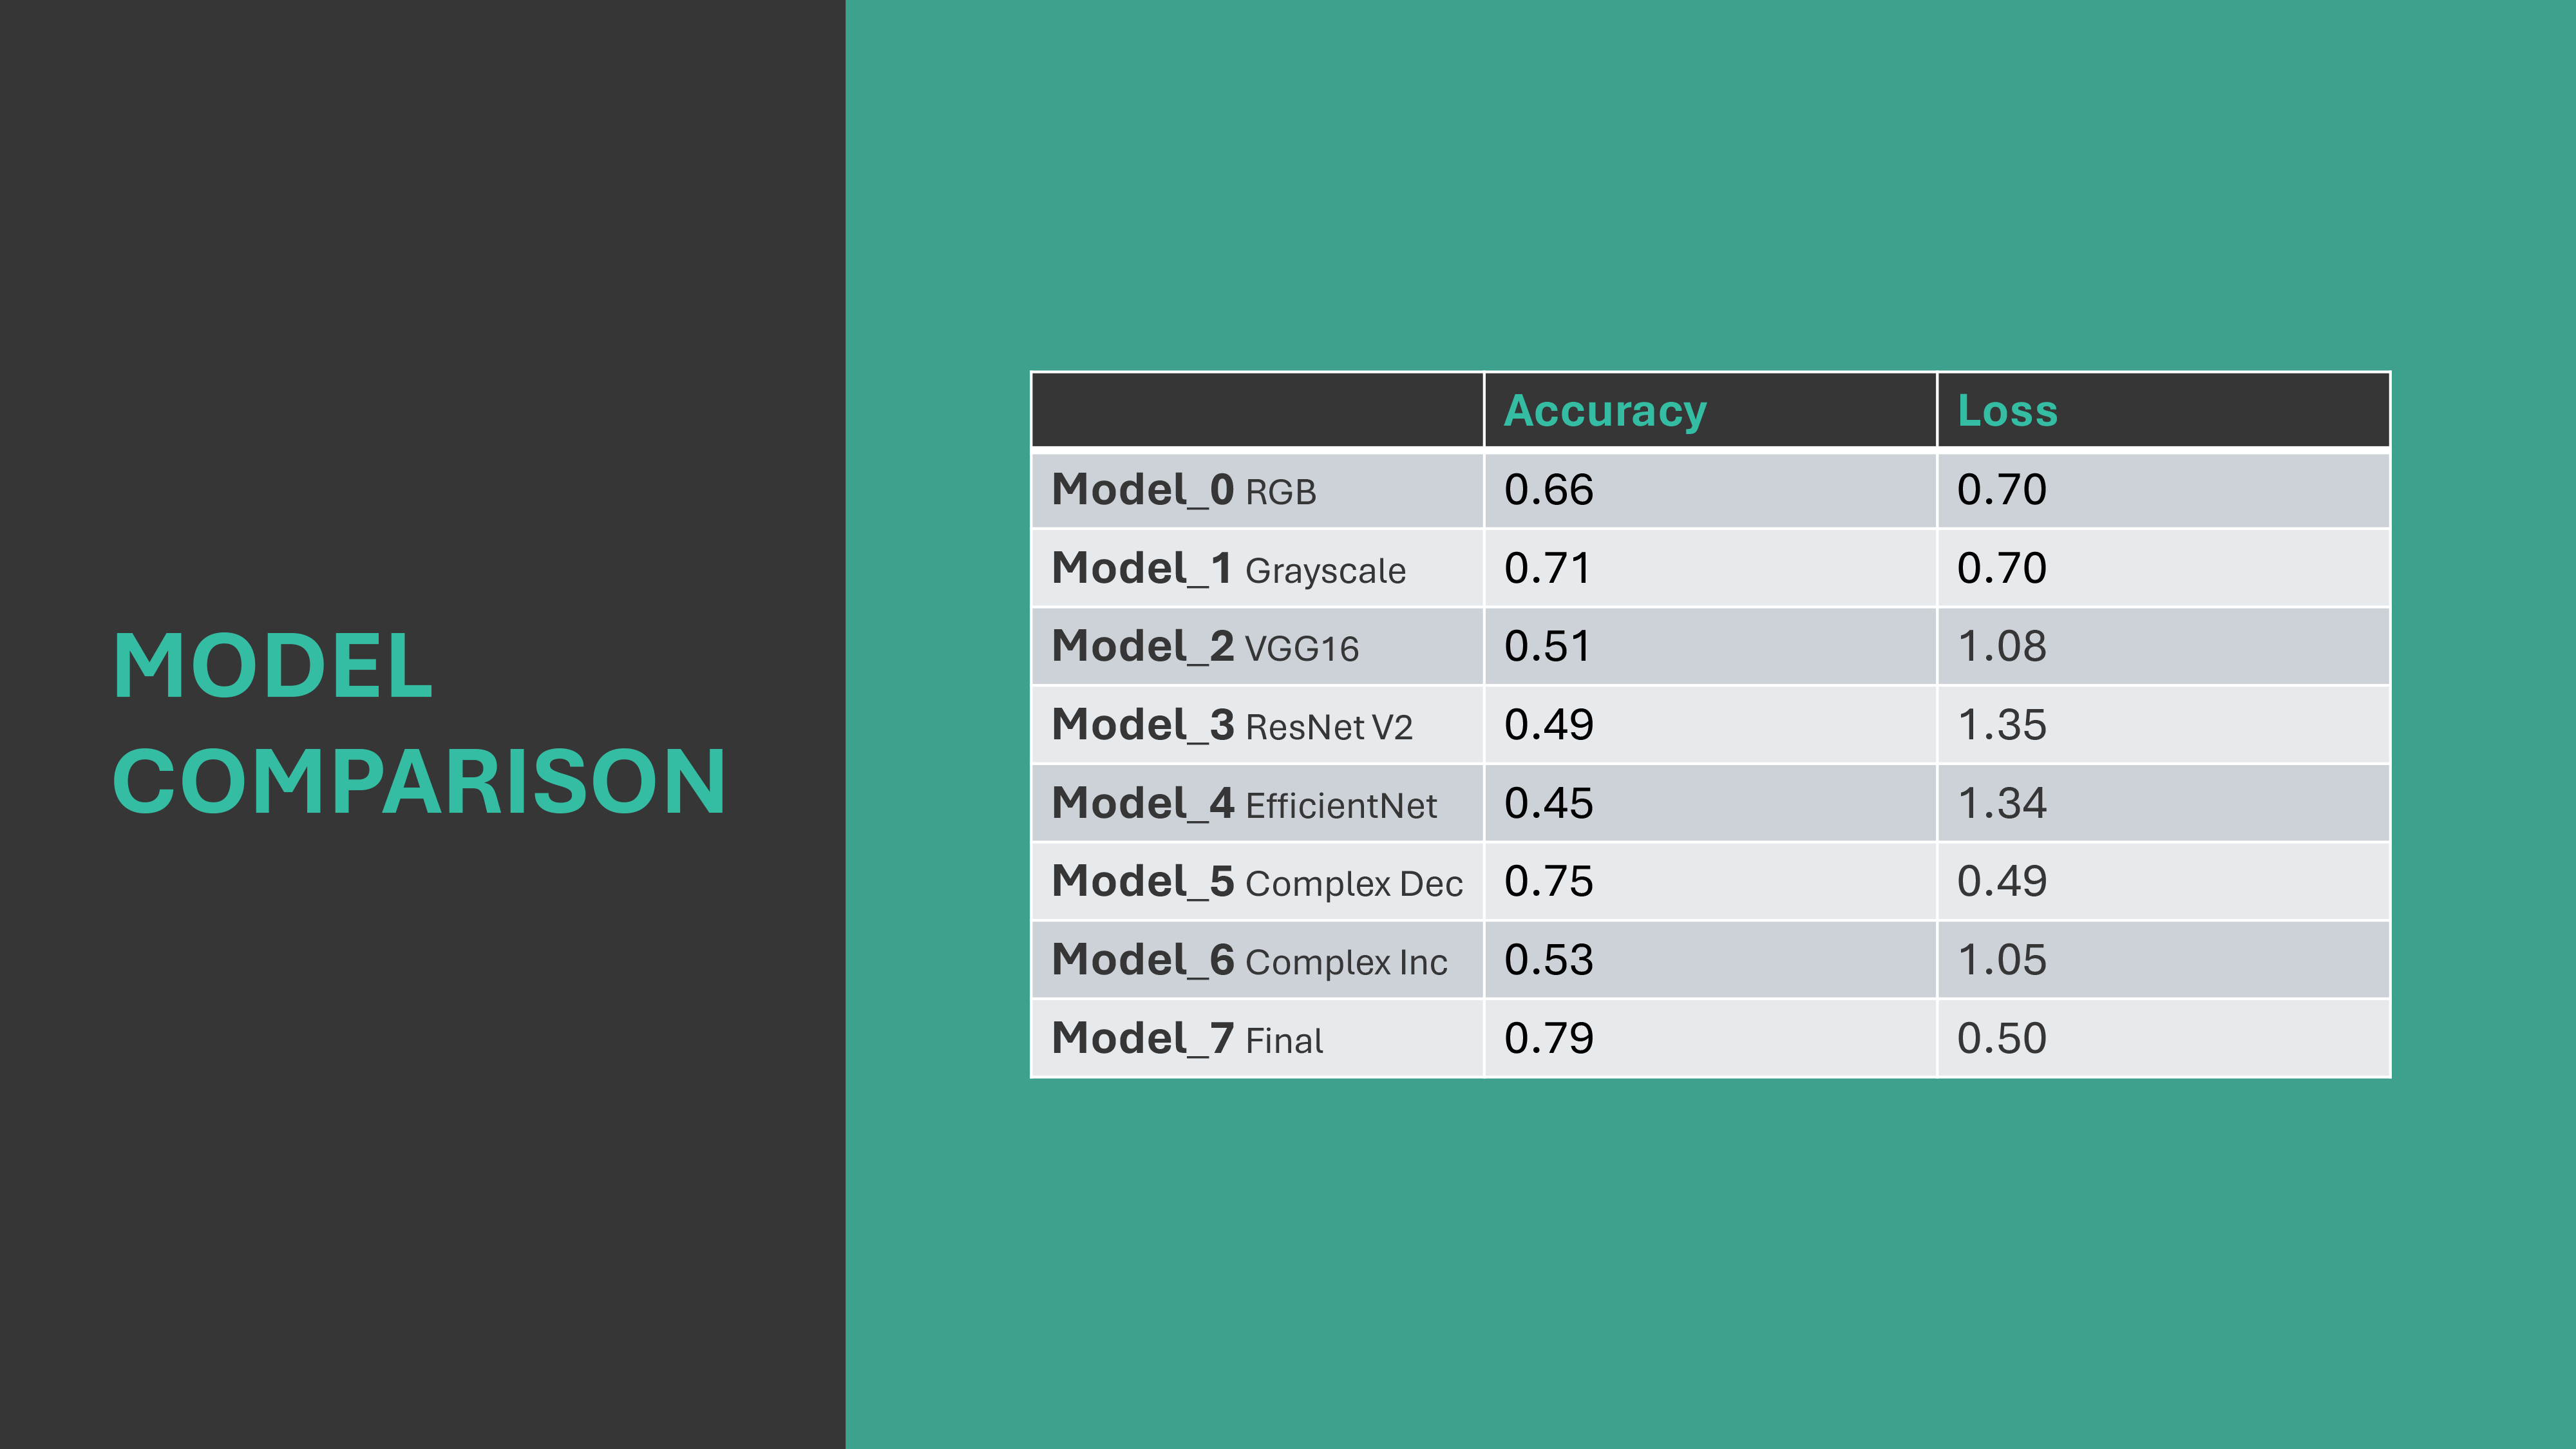 MODEL
COMPARISON
Accuracy Loss
Model_0 RGB 0.66 0.70
Model_1 Grayscale 0.71 0.70
Model_2 VGG16 0.51 1.08
Model_3 ResNet V2 0.49 1.35
Model_4 EfficientNet 0.45 1.34
Model_5 Complex Dec 0.75 0.49
Model_6 Complex Inc 0.53 1.05
Model_7 Final 0.79 0.50